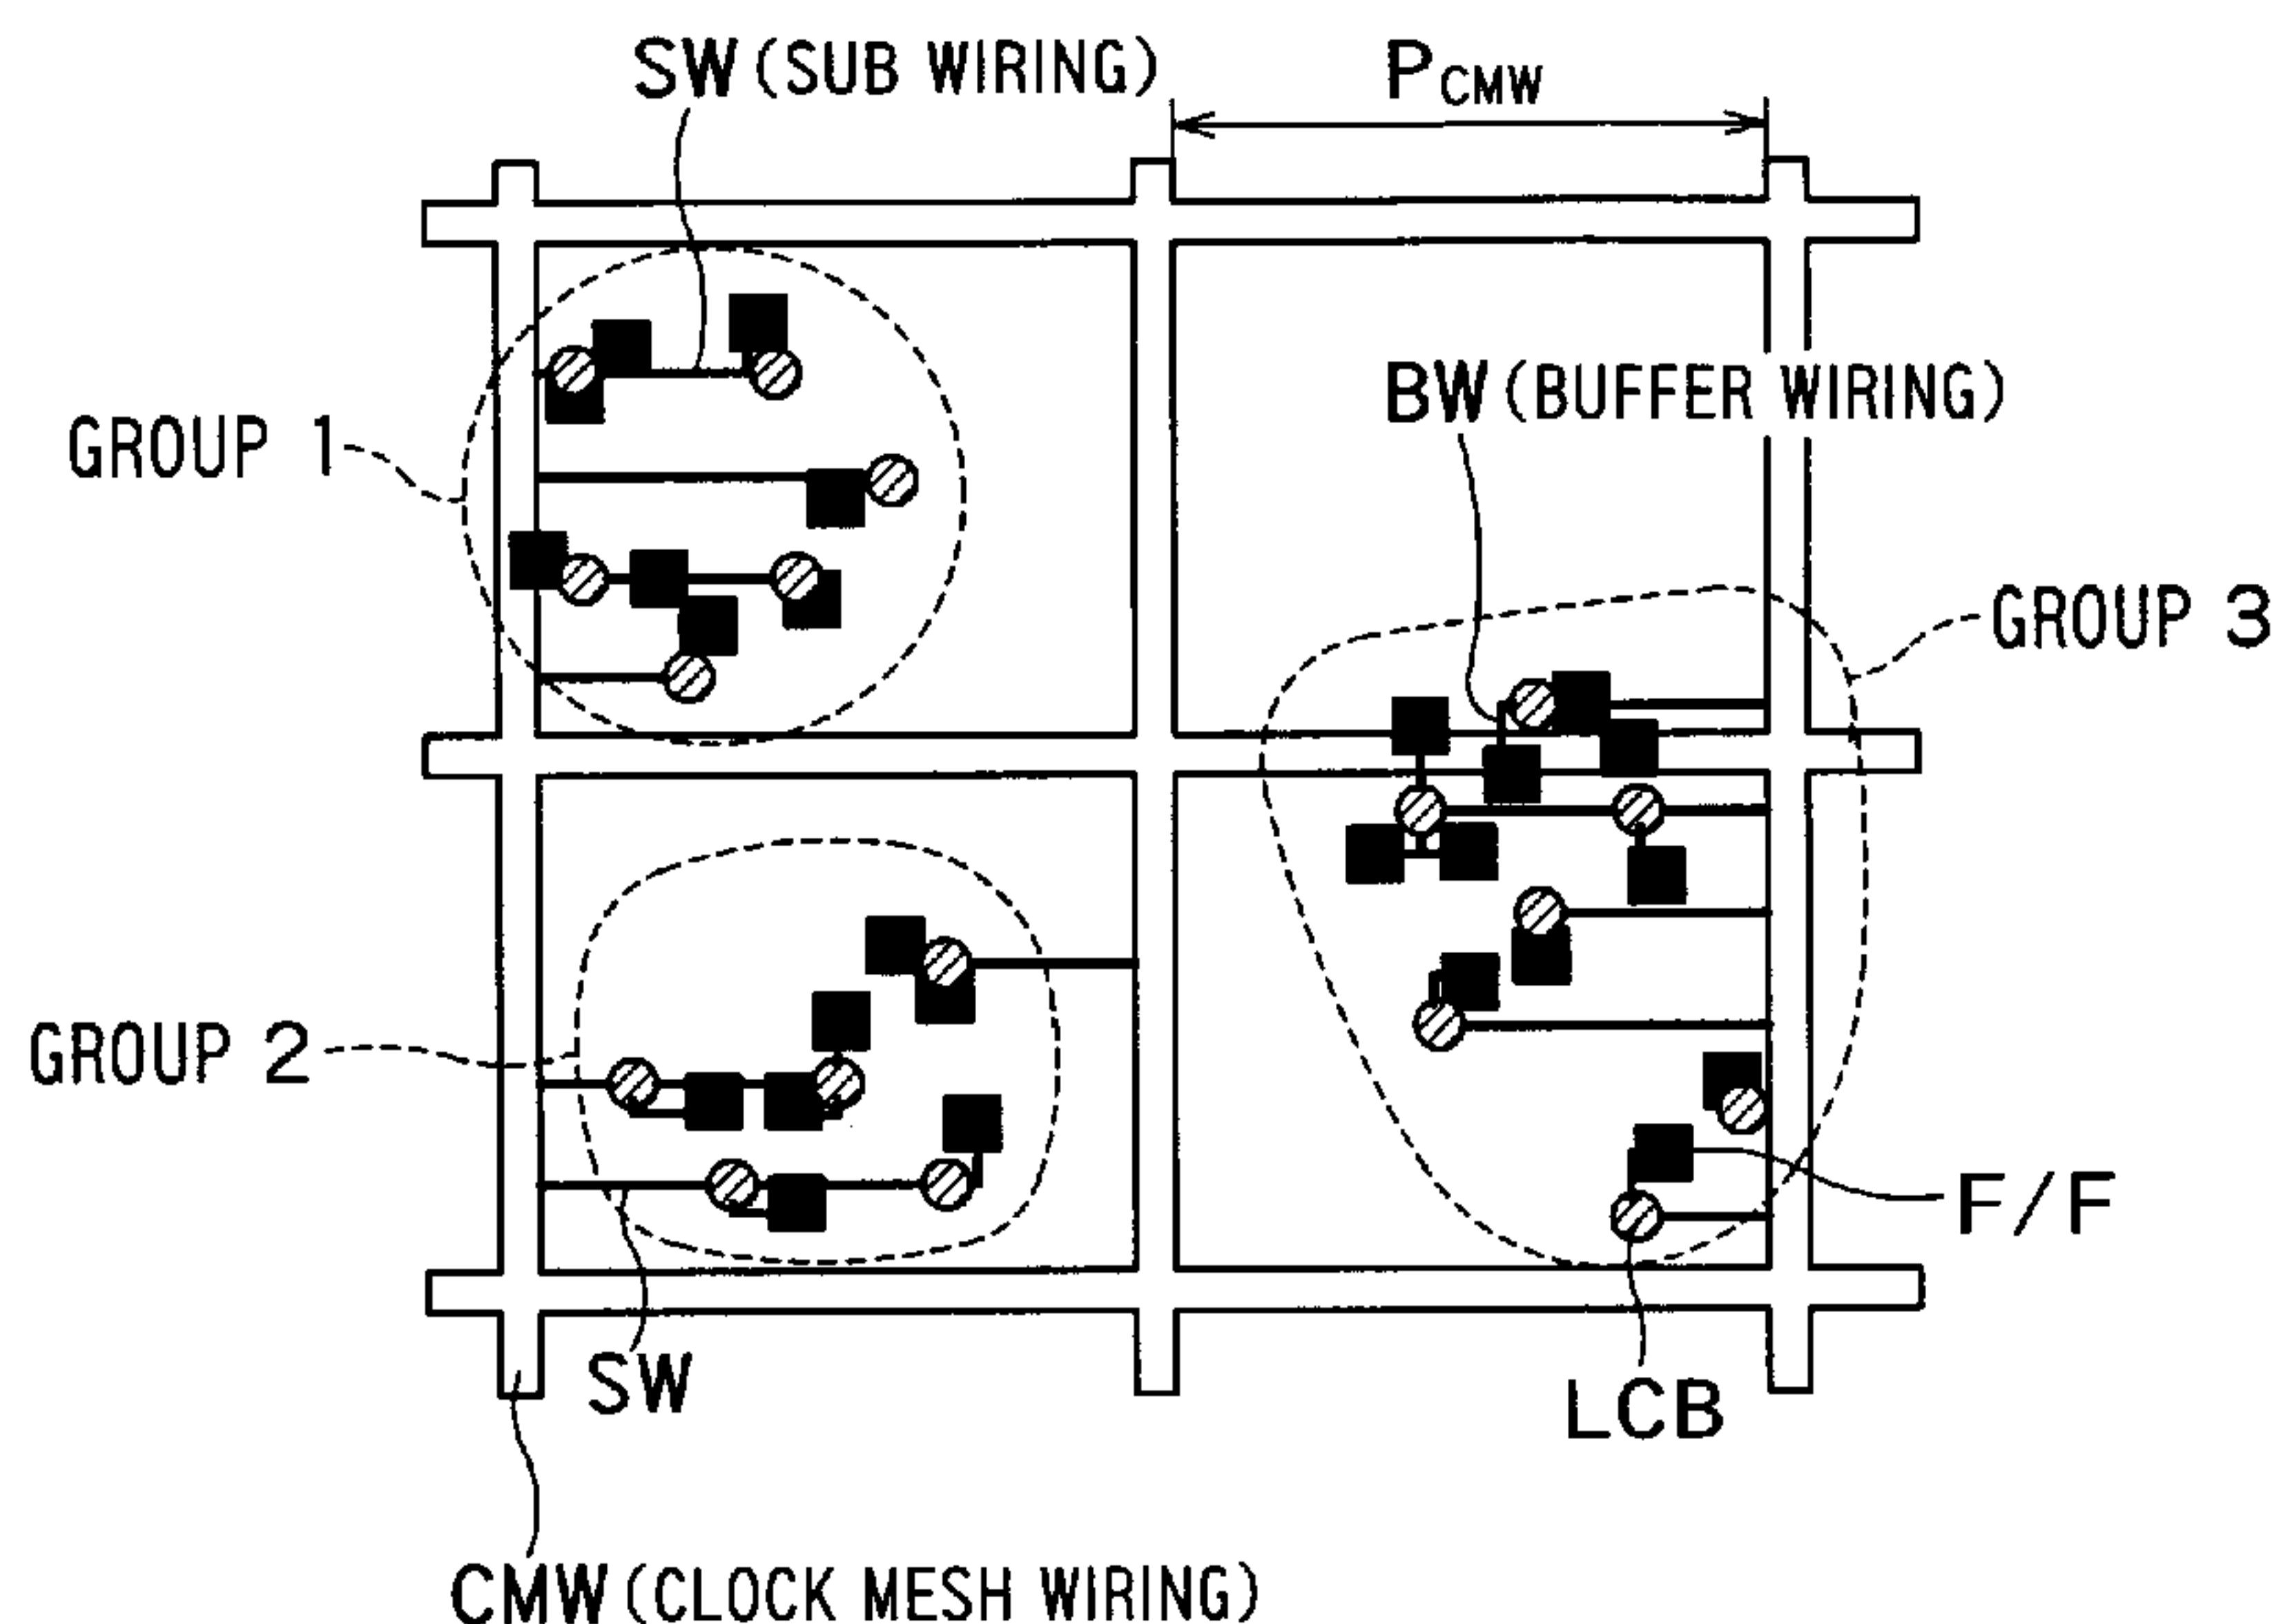 SW (SUB WIRING)
PCMW
BW (BUFFER WIRING)
GROUP 1
GROUP 3
GROUP 2
F/F
SW
LCB
CMW (CLOCK MESH WIRING)